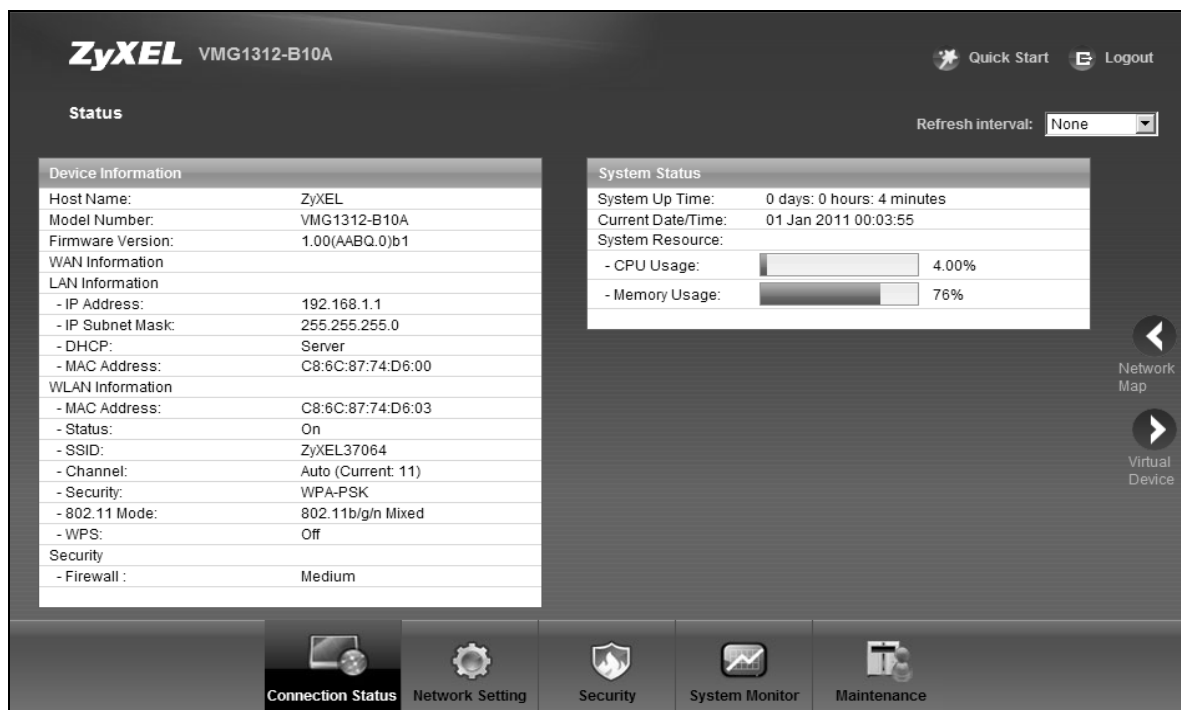 ZyXEL VMG1312-B10A
Quick Start
Logout
Status
Refresh interval: None
Device Information
Host Name: ZyXEL
Model Number: VMG1312-B10A
Firmware Version: 1.00(AABQ.0)b1
WAN Information
LAN Information
- IP Address: 192.168.1.1
- IP Subnet Mask: 255.255.255.0
- DHCP: Server
- MAC Address: C8:6C:87:74:D6:00
WLAN Information
- MAC Address: C8:6C:87:74:D6:03
- Status: On
- SSID: ZyXEL37064
- Channel: Auto (Current: 11)
- Security: WPA-PSK
- 802.11 Mode: 802.11b/g/n Mixed
- WPS: Off
Security
- Firewall : Medium
System Status
System Up Time: 0 days: 0 hours: 4 minutes
Current Date/Time: 01 Jan 2011 00:03:55
System Resource:
- CPU Usage: 4.00%
- Memory Usage: 76%
Network
Map
Virtual
Device
Connection Status
Network Setting
Security
System Monitor
Maintenance